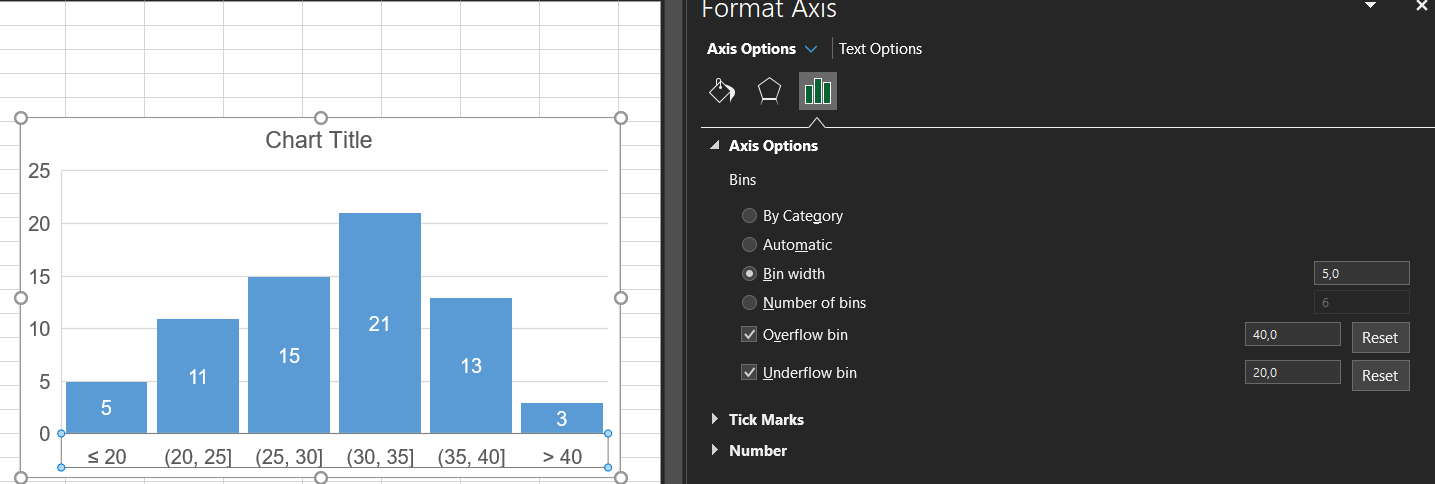 Chart Title
25
20
15
10
5
0
5
11
15
21
13
3
≤ 20
(20, 25]
(25, 30]
(30, 35]
(35, 40]
> 40
Format Axis
Axis Options
Text Options
Axis Options
Bins
By Category
Automatic
Bin width 5,0
Number of bins 6
Overflow bin 40,0 Reset
Underflow bin 20,0 Reset
Tick Marks
Number